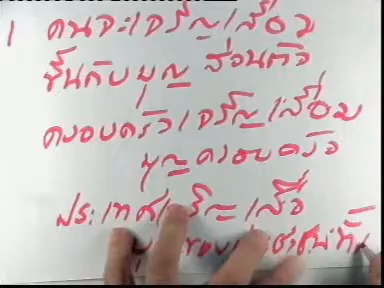 1 คนจะเจริญเสื่อม
ขึ้นกับบุญส่วนตัว
ครอบครัวเจริญเสื่อม
บุญครอบครัว
ประเทศเจริญเสื่อ